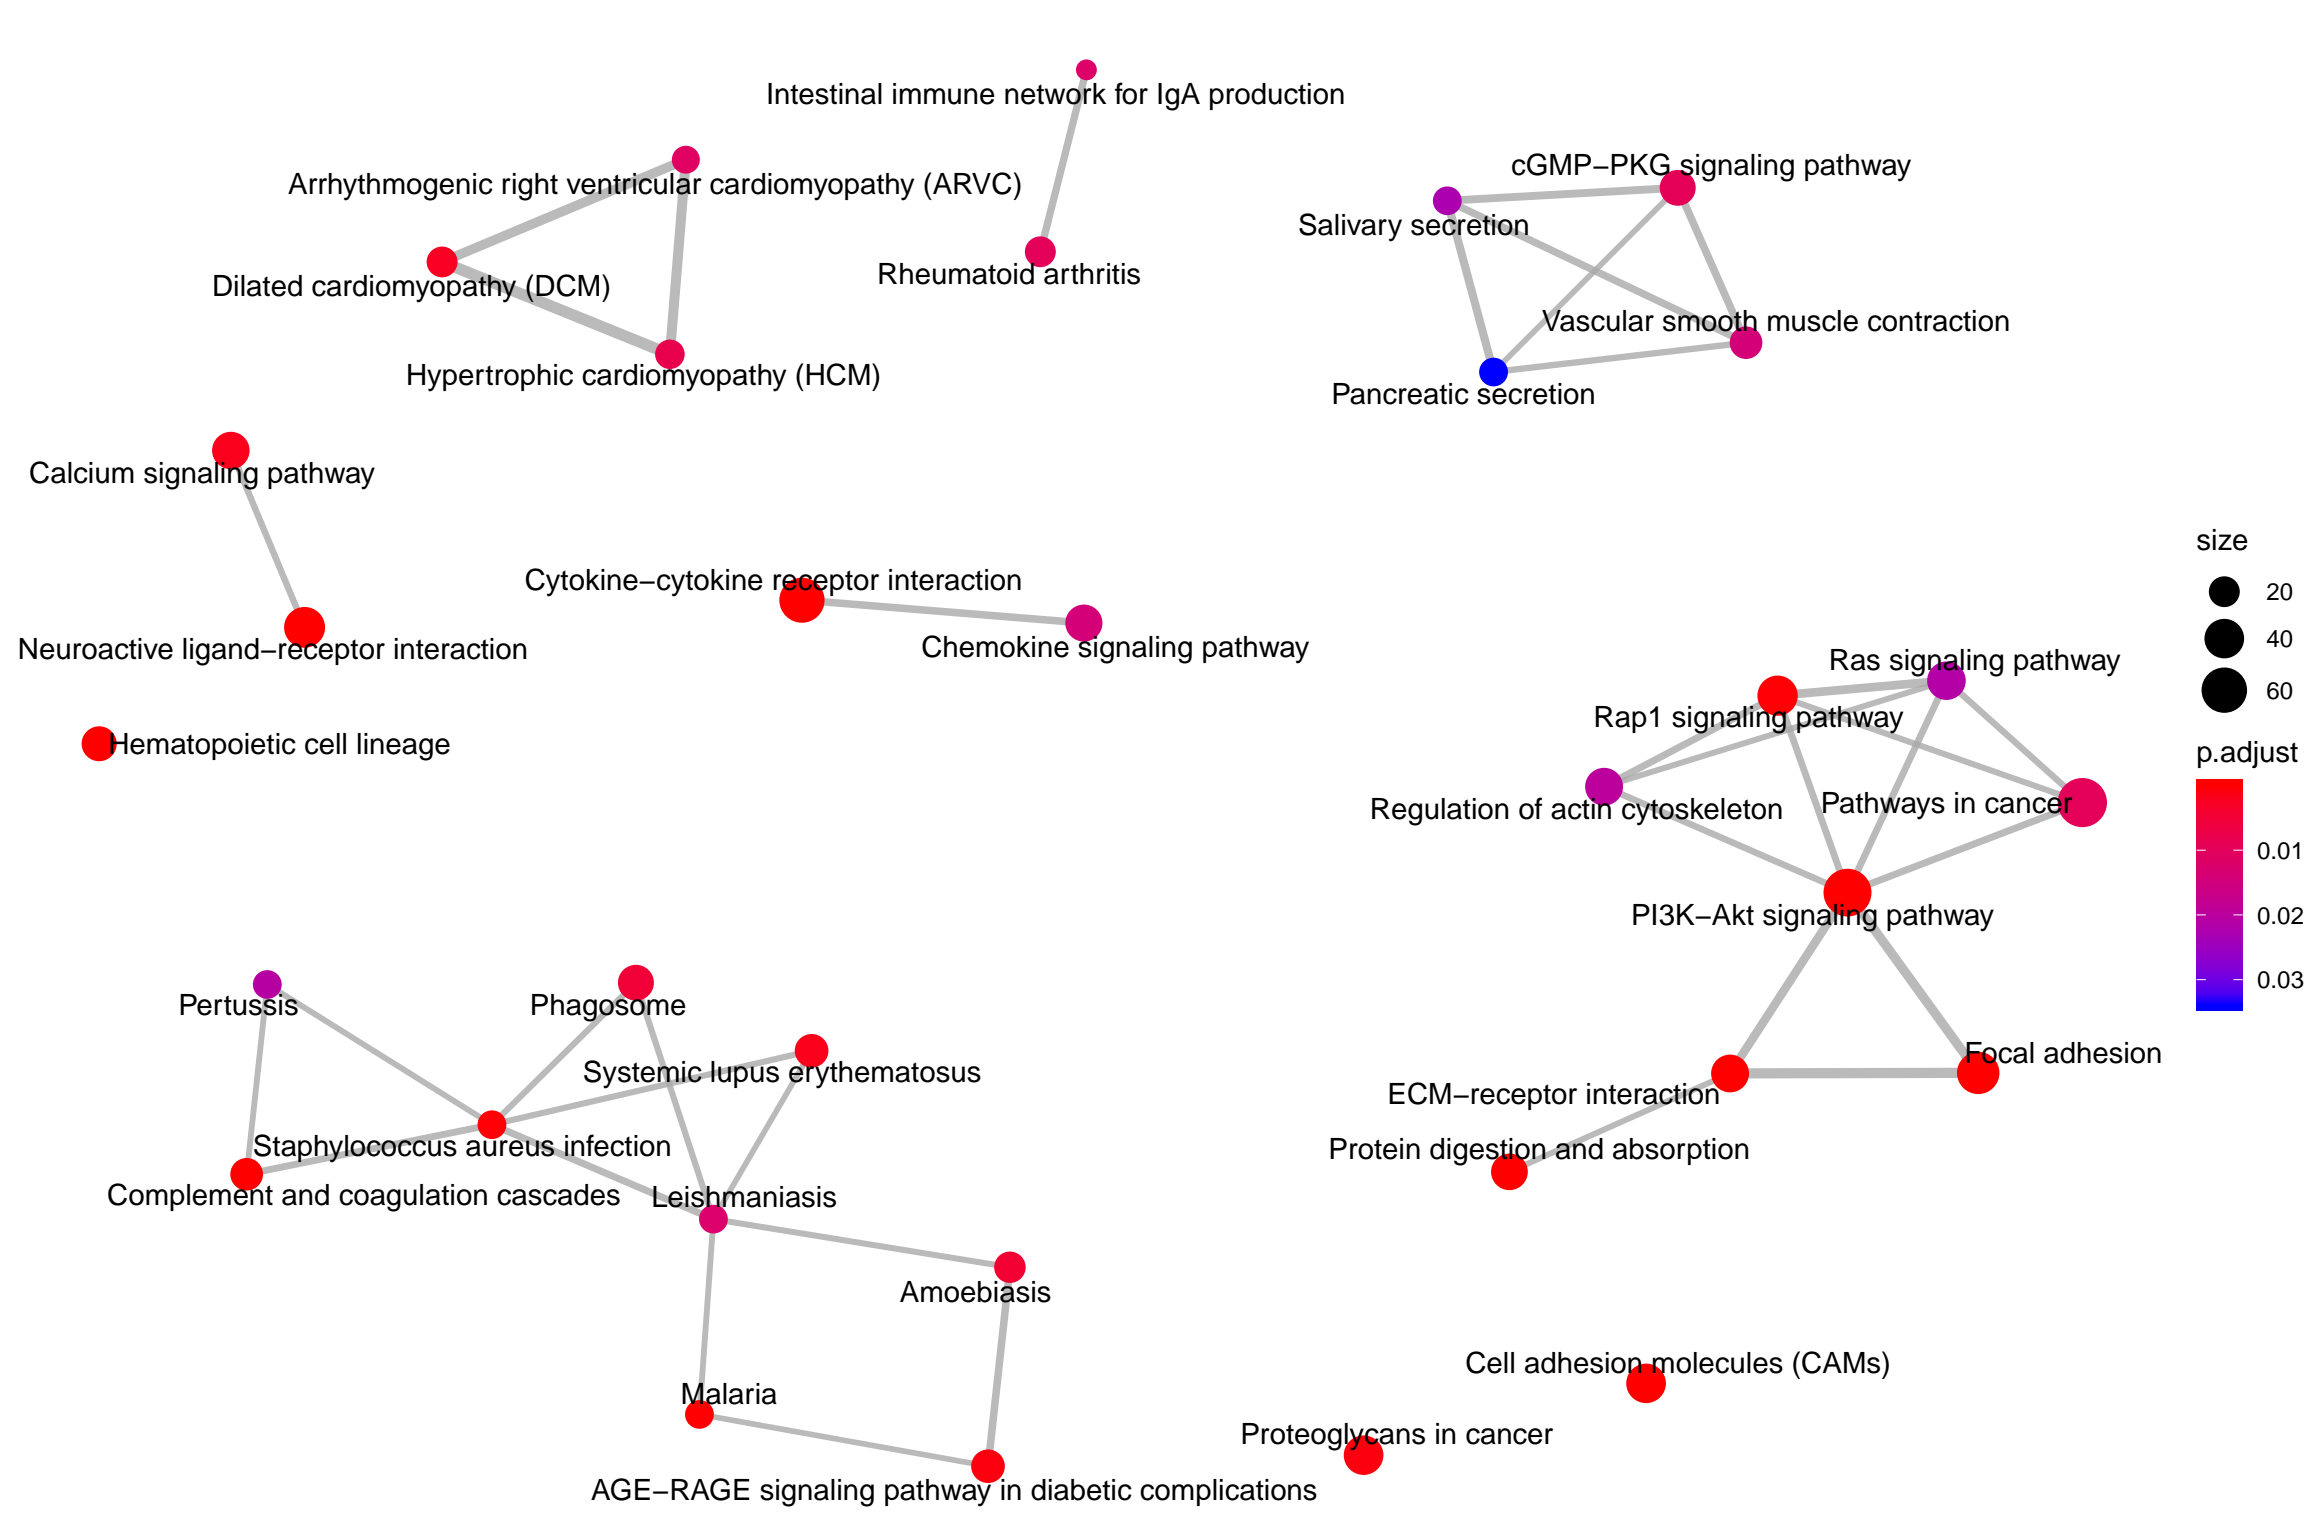 Intestinal immune network for IgA production
Arrhythmogenic right ventricular cardiomyopathy (ARVC)
Dilated cardiomyopathy (DCM)
Rheumatoid arthritis
Hypertrophic cardiomyopathy (HCM)
cGMP−PKG signaling pathway
Salivary secretion
Vascular smooth muscle contraction
Pancreatic secretion
Calcium signaling pathway
Neuroactive ligand−receptor interaction
Cytokine−cytokine receptor interaction
Chemokine signaling pathway
Hematopoietic cell lineage
Ras signaling pathway
Rap1 signaling pathway
Regulation of actin cytoskeleton
Pathways in cancer
PI3K−Akt signaling pathway
Focal adhesion
ECM−receptor interaction
Protein digestion and absorption
Pertussis
Phagosome
Systemic lupus erythematosus
Staphylococcus aureus infection
Complement and coagulation cascades
Leishmaniasis
Amoebiasis
Malaria
AGE−RAGE signaling pathway in diabetic complications
Cell adhesion molecules (CAMs)
Proteoglycans in cancer
size
20
40
60
p.adjust
0.01
0.02
0.03